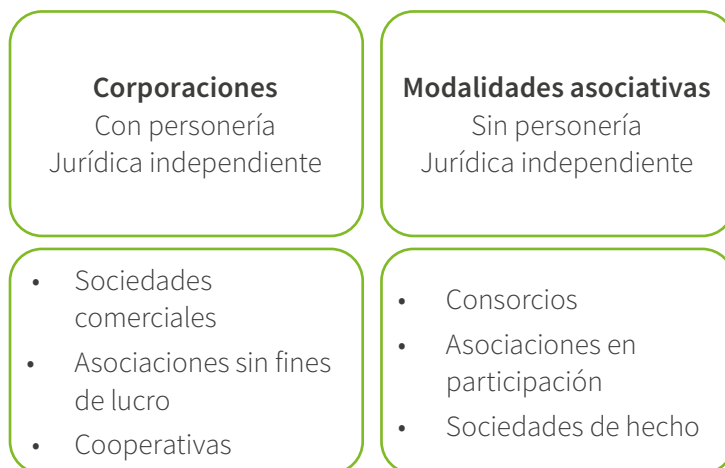 Corporaciones
Con personería
Jurídica independiente
Modalidades asociativas
Sin personería
Jurídica independiente
• Sociedades
comerciales
• Asociaciones sin fines
de lucro
• Cooperativas
• Consorcios
• Asociaciones en
participación
• Sociedades de hecho